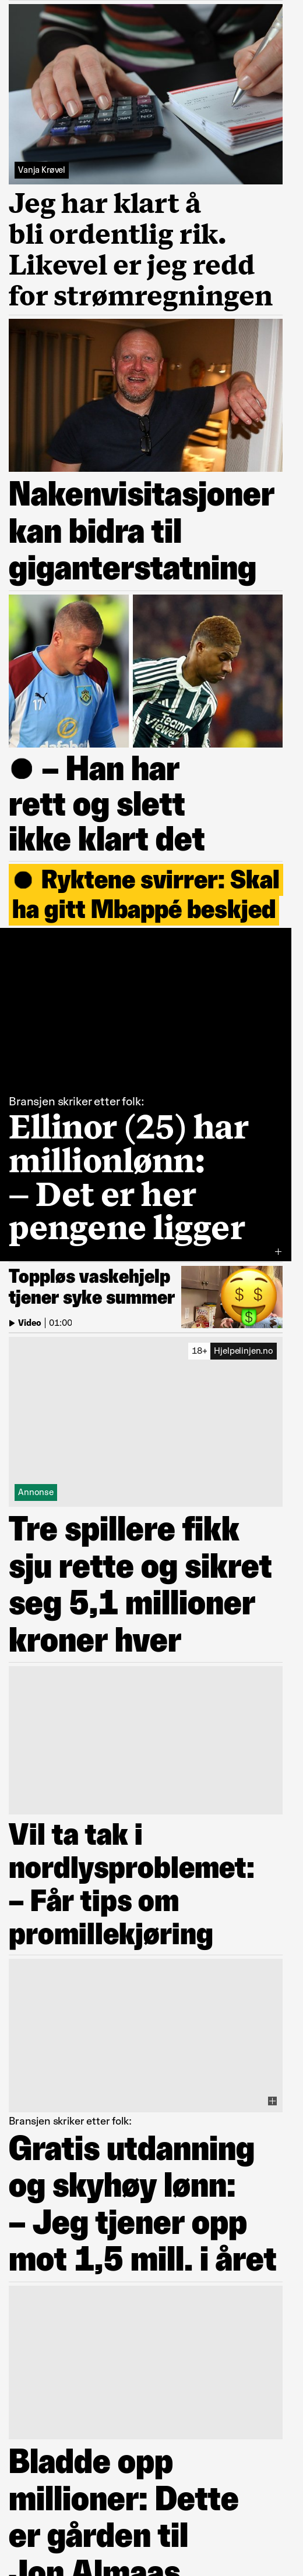 Vanja Krøvel
Jeg har klart å
bli ordentlig rik.
Likevel er jeg redd
for strømregningen
Nakenvisitasjoner
kan bidra til
giganterstatning
17
● – Han har
rett og slett
ikke klart det
● Ryktene svirrer: Skal
ha gitt Mbappé beskjed
Bransjen skriker etter folk:
Ellinor (25) har
millionlønn:
– Det er her
pengene ligger
+
Toppløs vaskehjelp
tjener syke summer
Video | 01:00
18+ Hjelpelinjen.no
Annonse
Tre spillere fikk
sju rette og sikret
seg 5,1 millioner
kroner hver
Vil ta tak i
nordlysproblemet:
– Får tips om
promillekjøring
Bransjen skriker etter folk:
Gratis utdanning
og skyhøy lønn:
– Jeg tjener opp
mot 1,5 mill. i året
Bladde opp
millioner: Dette
er gården til
Jon Almaas